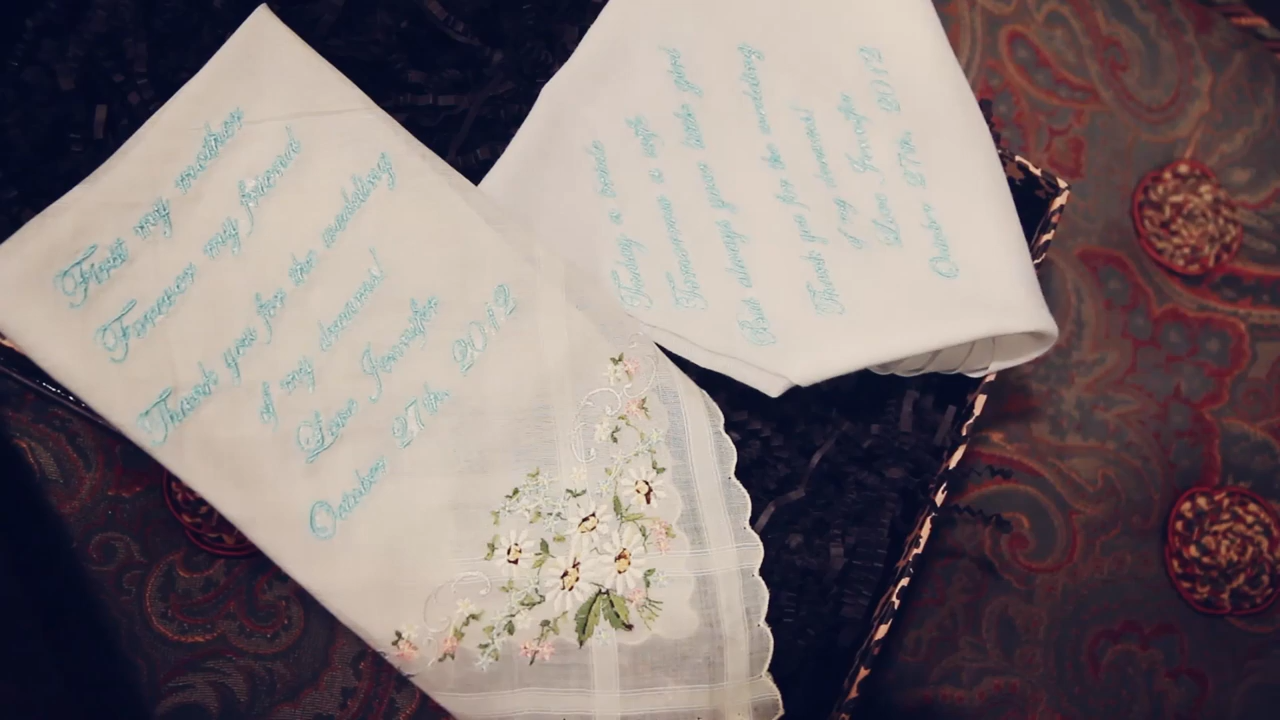 First my mother
Forever my friend
Thank you for the wedding
of my dreams!
Love Jennifer
October 27th, 2012
Today a bride
Tomorrow a wife
But always your little girl
Thank you for the wedding
of my dreams!
Love, Jennifer
October 27th, 2012